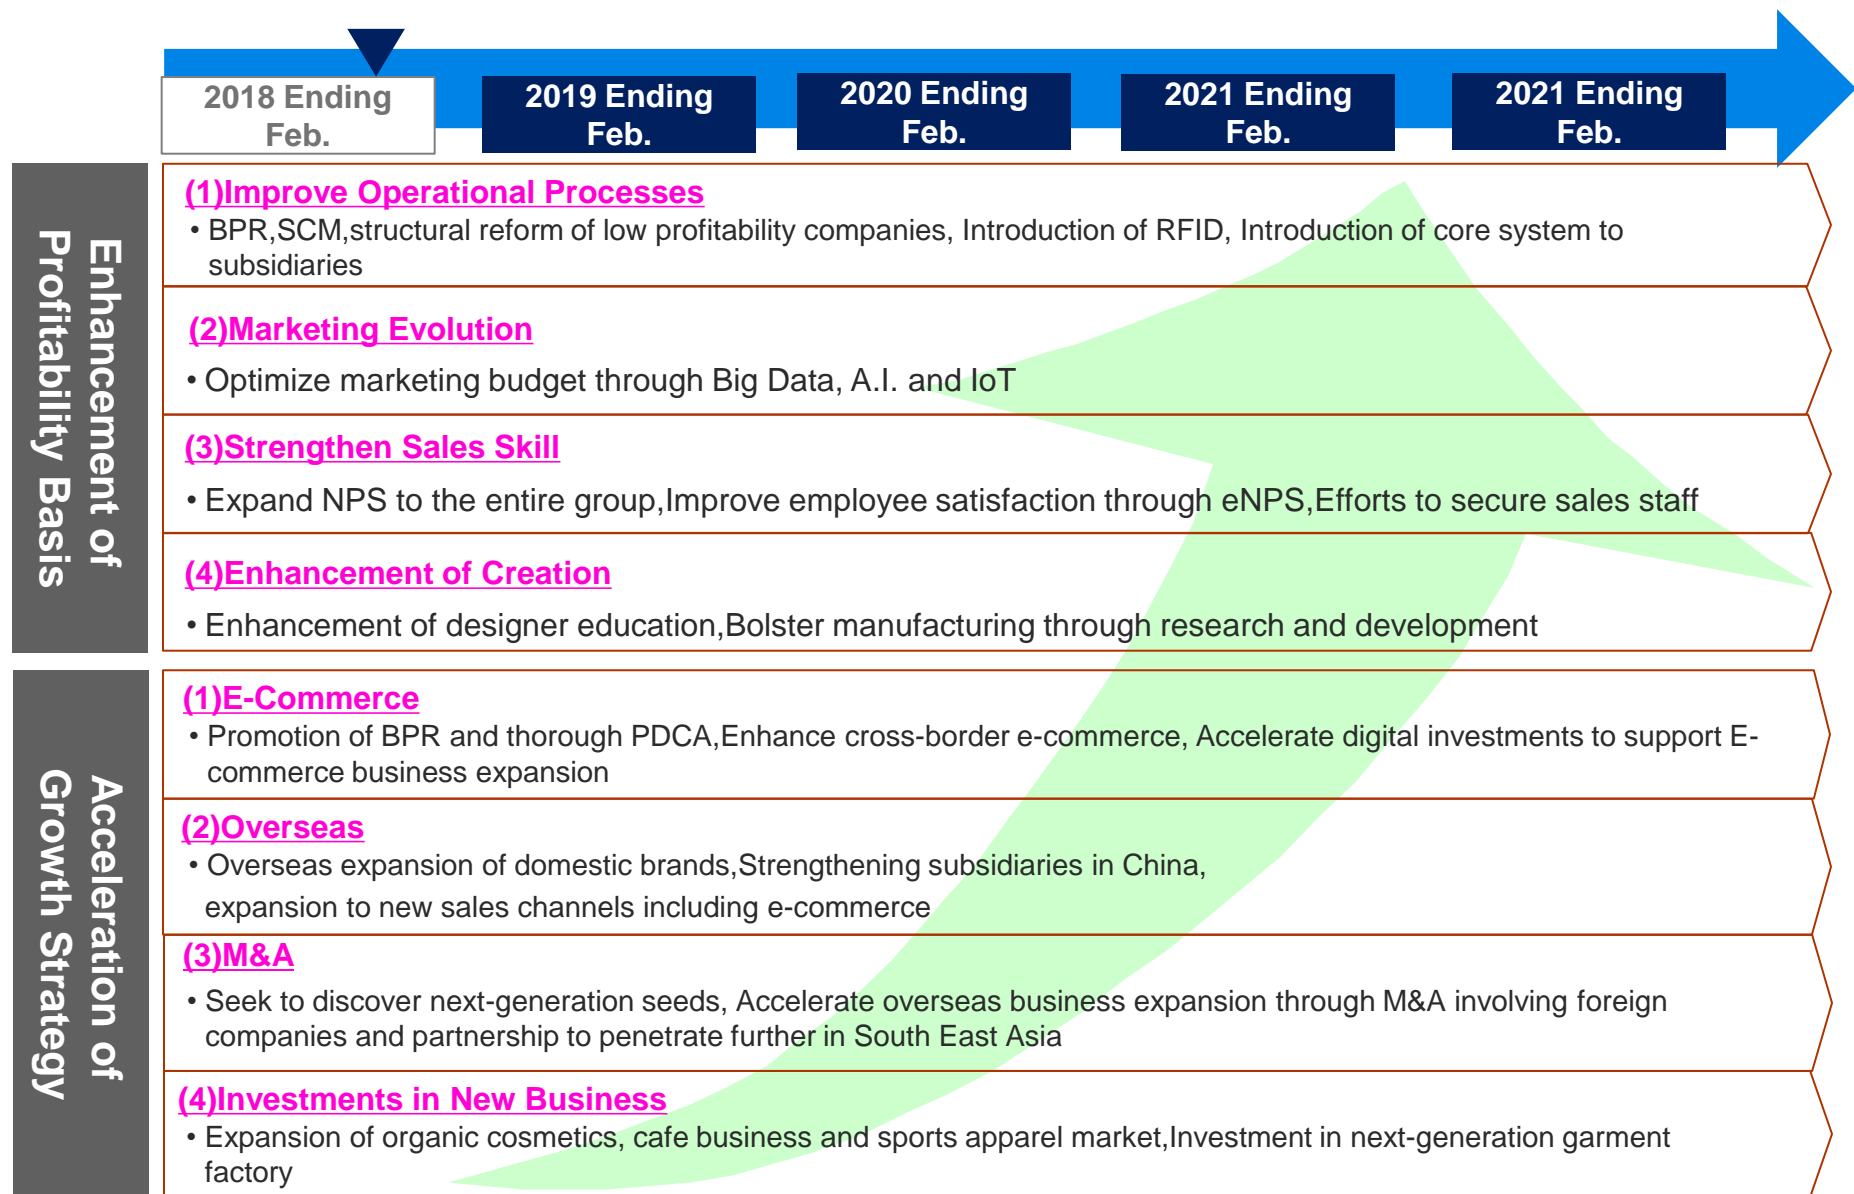 2018 Ending
Feb.
2019 Ending
Feb.
2020 Ending
Feb.
2021 Ending
Feb.
2021 Ending
Feb.
Enhancement of
Profitability Basis
(1)Improve Operational Processes
• BPR,SCM,structural reform of low profitability companies, Introduction of RFID, Introduction of core system to
subsidiaries
(2)Marketing Evolution
• Optimize marketing budget through Big Data, A.I. and IoT
(3)Strengthen Sales Skill
• Expand NPS to the entire group,Improve employee satisfaction through eNPS,Efforts to secure sales staff
(4)Enhancement of Creation
• Enhancement of designer education,Bolster manufacturing through research and development
Acceleration of
Growth Strategy
(1)E-Commerce
• Promotion of BPR and thorough PDCA,Enhance cross-border e-commerce, Accelerate digital investments to support E-
commerce business expansion
(2)Overseas
• Overseas expansion of domestic brands,Strengthening subsidiaries in China,
expansion to new sales channels including e-commerce
(3)M&A
• Seek to discover next-generation seeds, Accelerate overseas business expansion through M&A involving foreign
companies and partnership to penetrate further in South East Asia
(4)Investments in New Business
• Expansion of organic cosmetics, cafe business and sports apparel market,Investment in next-generation garment
factory